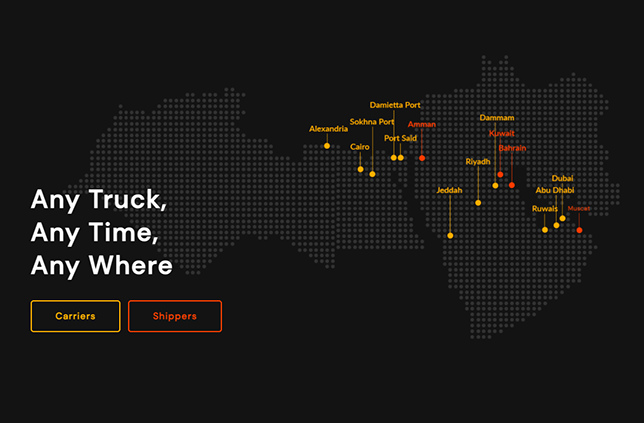 Damietta Port
Dammam
Sokhna Port
Amman
Alexandria
Kuwait
Port Said
Cairo
Bahrain
Riyadh
Dubai
Jeddah
Abu Dhabi
Any Truck,
Ruwais
Muscat
Any Time,
Any Where
Carriers
Shippers